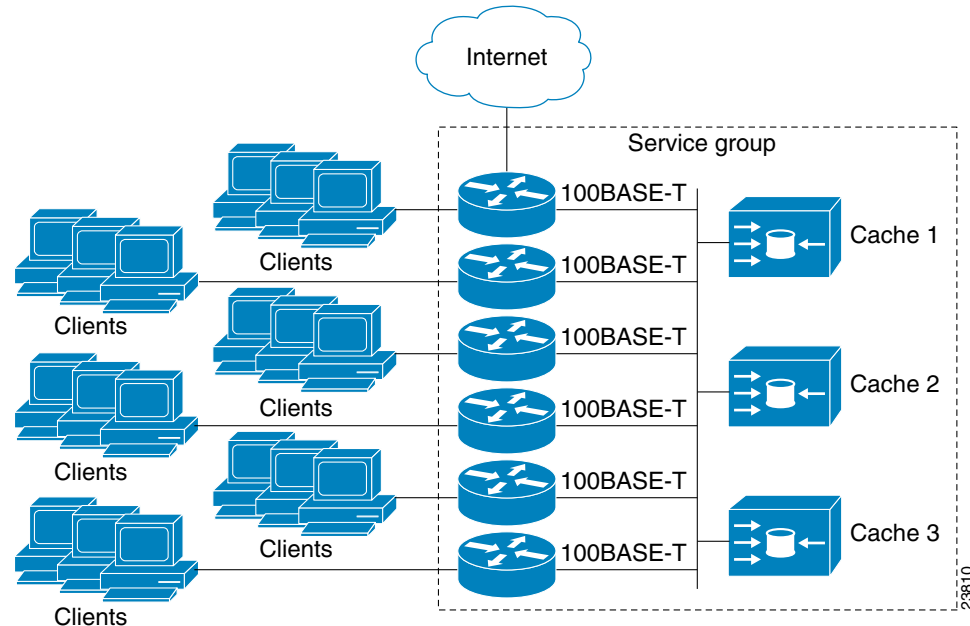 Internet
Service group
100BASE-T
Cache 1
Clients
100BASE-T
Clients
100BASE-T
Clients
Cache 2
100BASE-T
Clients
100BASE-T
Clients
Cache 3
100BASE-T
Clients
23810